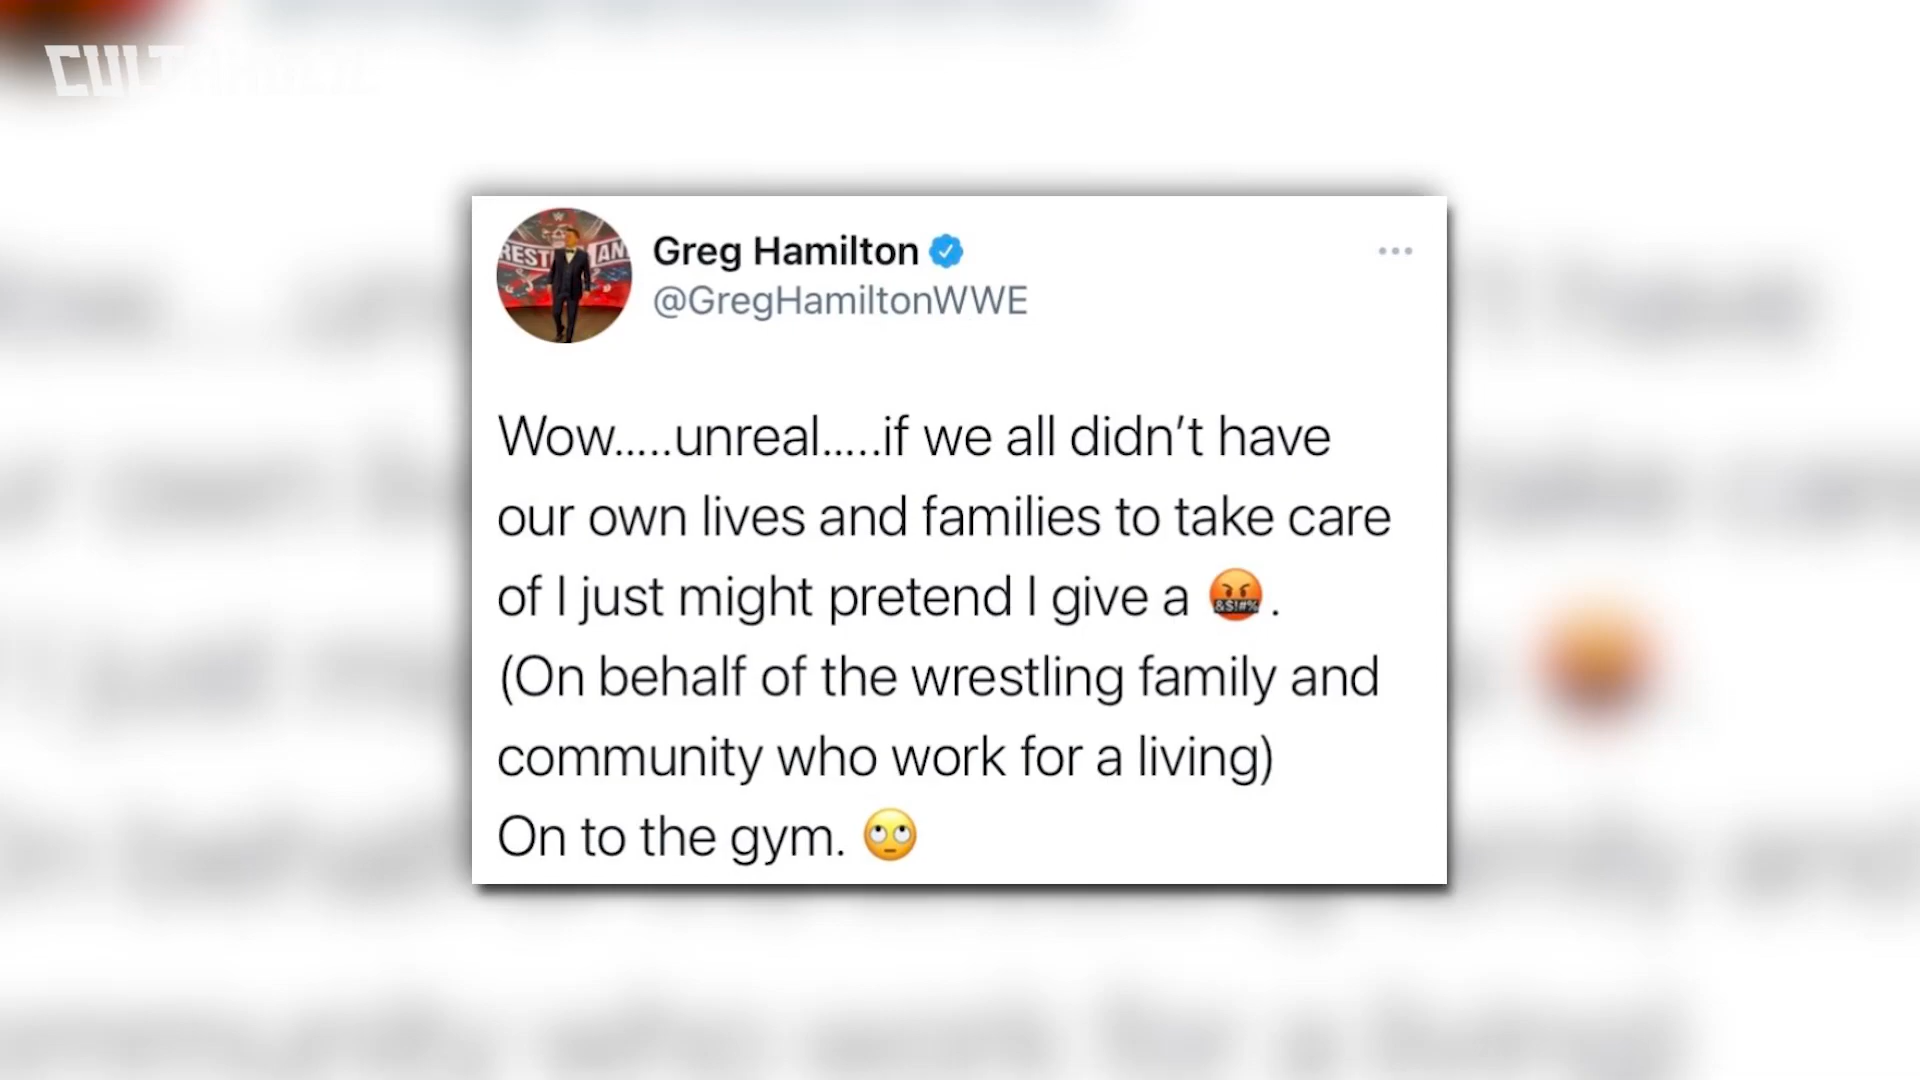 Greg Hamilton
@GregHamiltonWWE
Wow.....unreal.....if we all didn’t have
our own lives and families to take care
of I just might pretend I give a 🤬.
(On behalf of the wrestling family and
community who work for a living)
On to the gym. 🙄